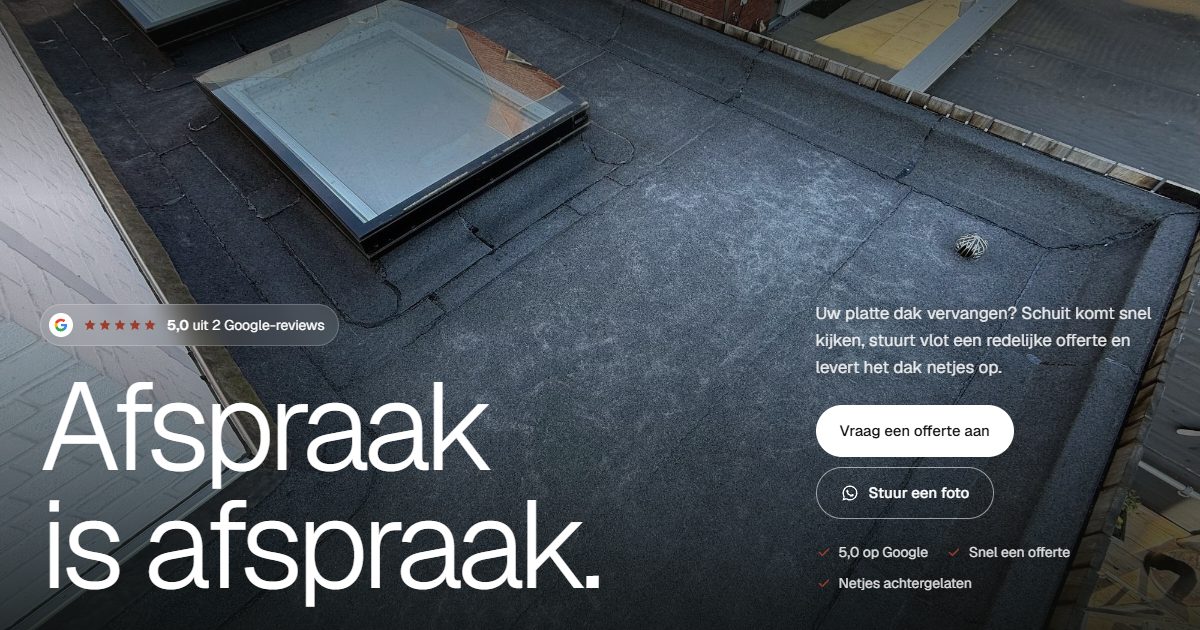 5,0 uit 2 Google-reviews
Afspraak
is afspraak.
Uw platte dak vervangen? Schuit komt snel
kijken, stuurt vlot een redelijke offerte en
levert het dak netjes op.
Vraag een offerte aan
Stuur een foto
5,0 op Google
Snel een offerte
Netjes achtergelaten